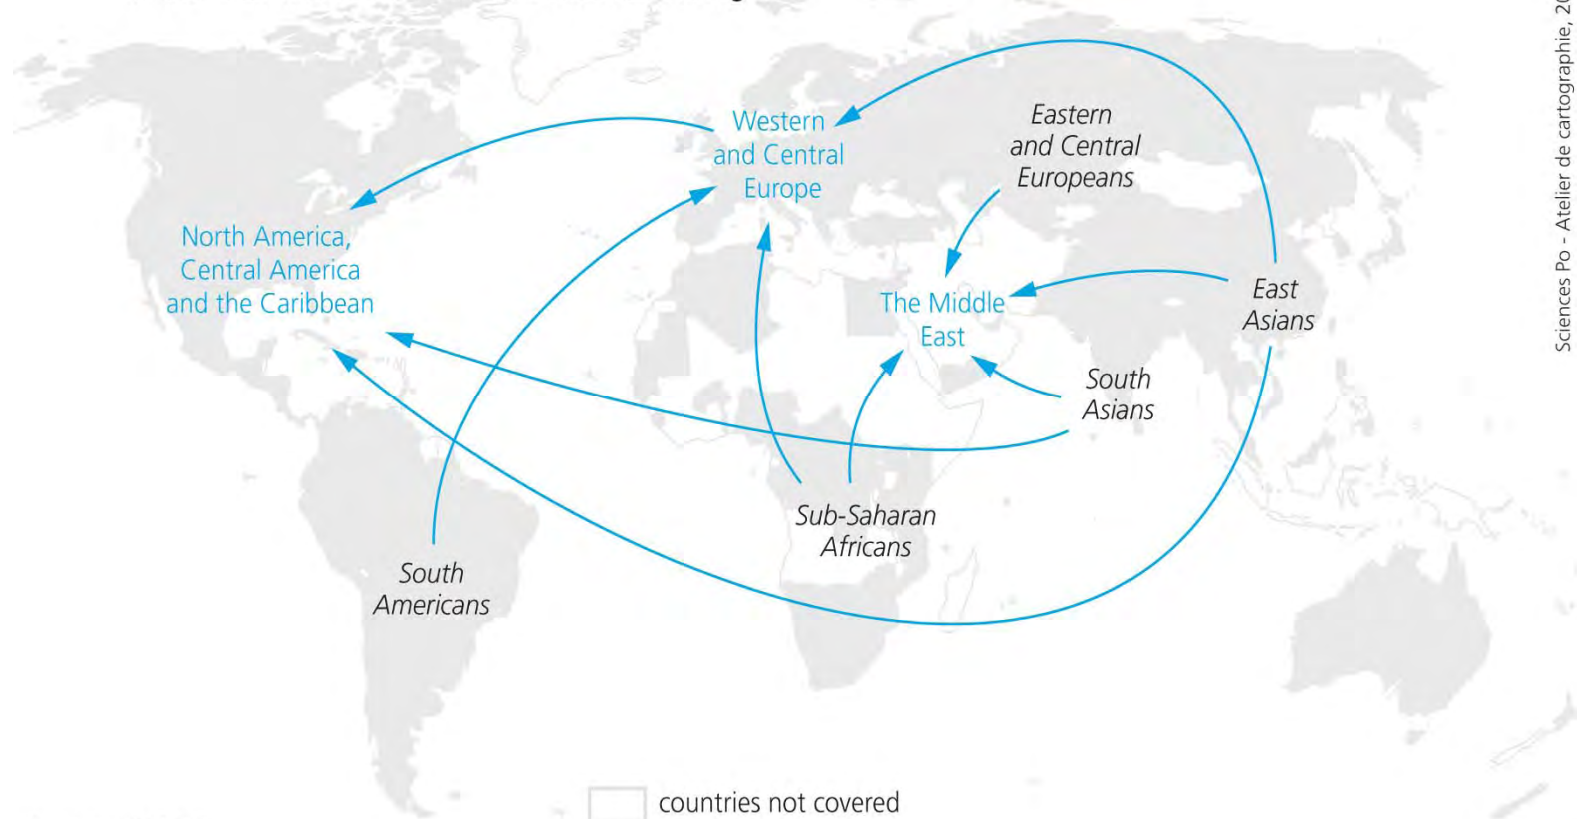 Western
and Central
Europe
Eastern
and Central
Europeans
North America,
Central America
and the Caribbean
The Middle
East
East
Asians
South
Asians
Sub-Saharan
Africans
South
Americans
countries not covered
Sciences Po - Atelier de cartographie,